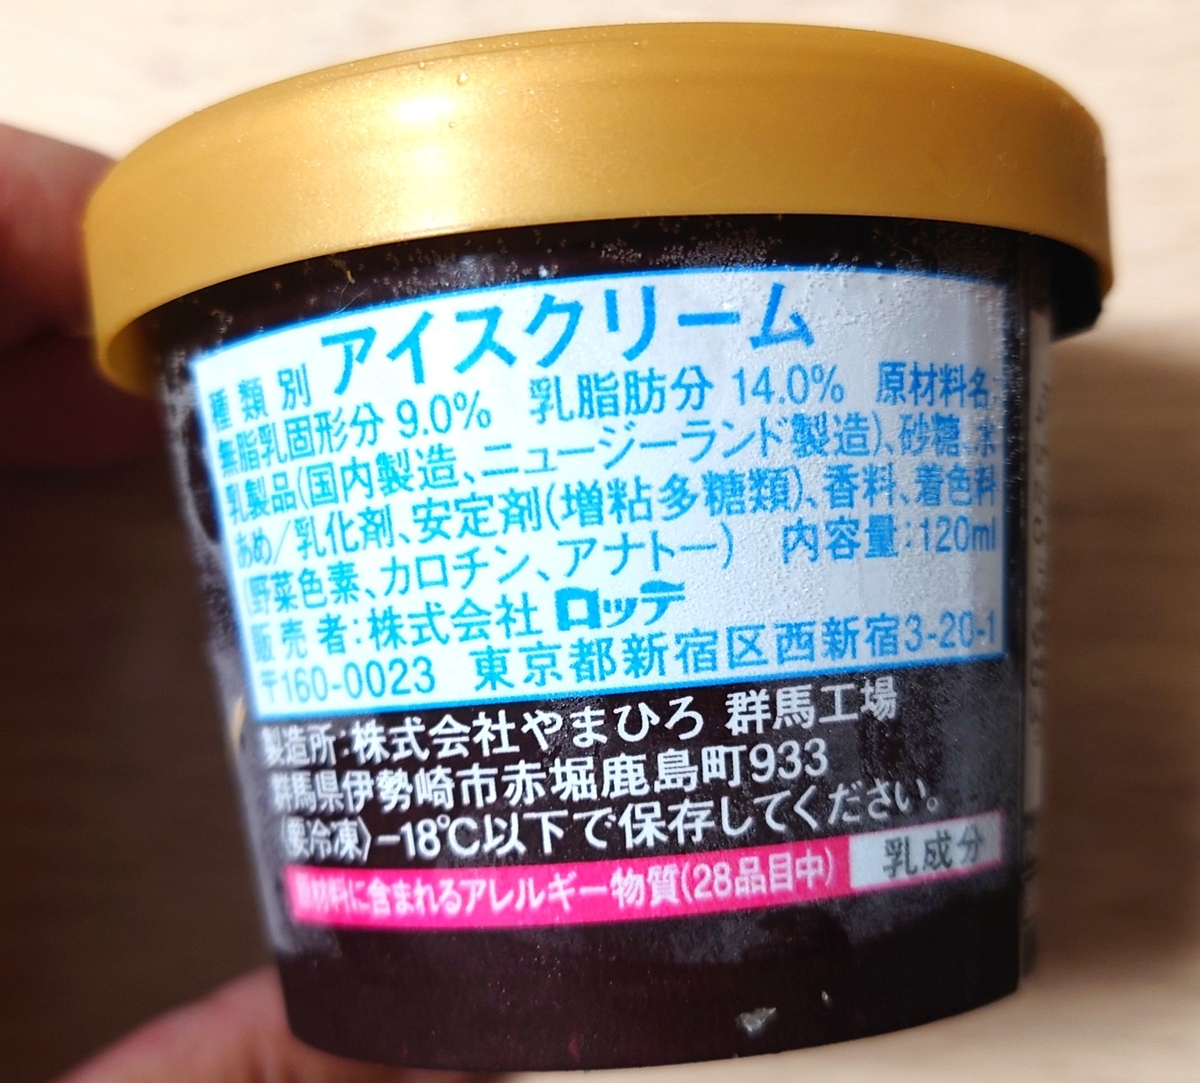 種類別 アイスクリーム
無脂乳固形分 9.0% 乳脂肪分 14.0% 原材料名:
乳製品(国内製造、ニュージーランド製造)、砂糖、水
あめ/乳化剤、安定剤(増粘多糖類)、香料、着色料
(野菜色素、カロチン、アナトー) 内容量:120ml
販売者:株式会社 ロッテ
〒160-0023 東京都新宿区西新宿3-20-1
製造所:株式会社やまひろ 群馬工場
群馬県伊勢崎市赤堀鹿島町933
〈要冷凍〉-18℃以下で保存してください。
原材料に含まれるアレルギー物質(28品目中) 乳成分